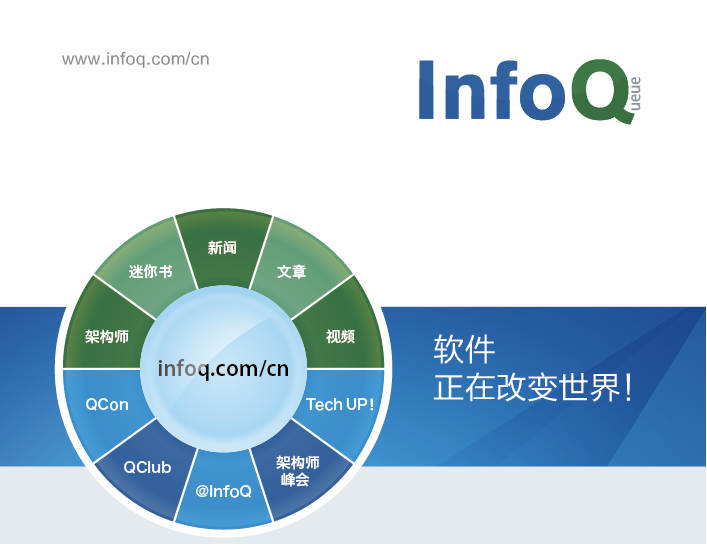 www.infoq.com/cn
InfoQ
ueue
新闻
迷你书
文章
架构师
视频
infoq.com/cn
QCon
Tech UP!
QClub
架构师
峰会
@InfoQ
软件
正在改变世界!